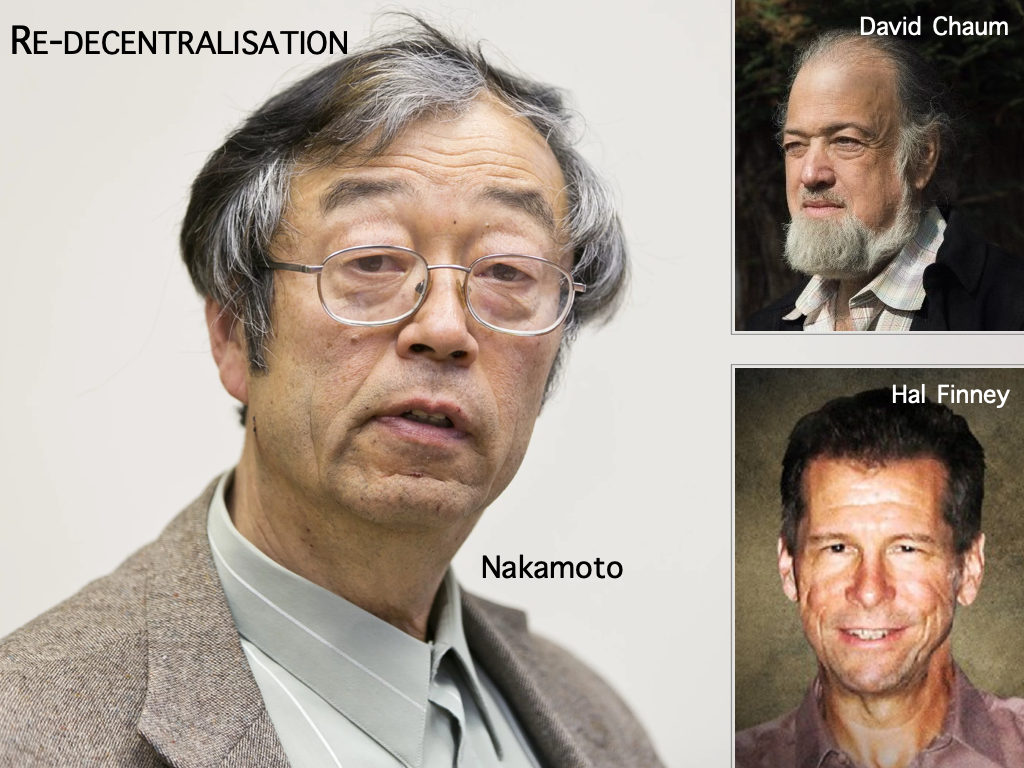 RE-DECENTRALISATION
David Chaum
Hal Finney
Nakamoto